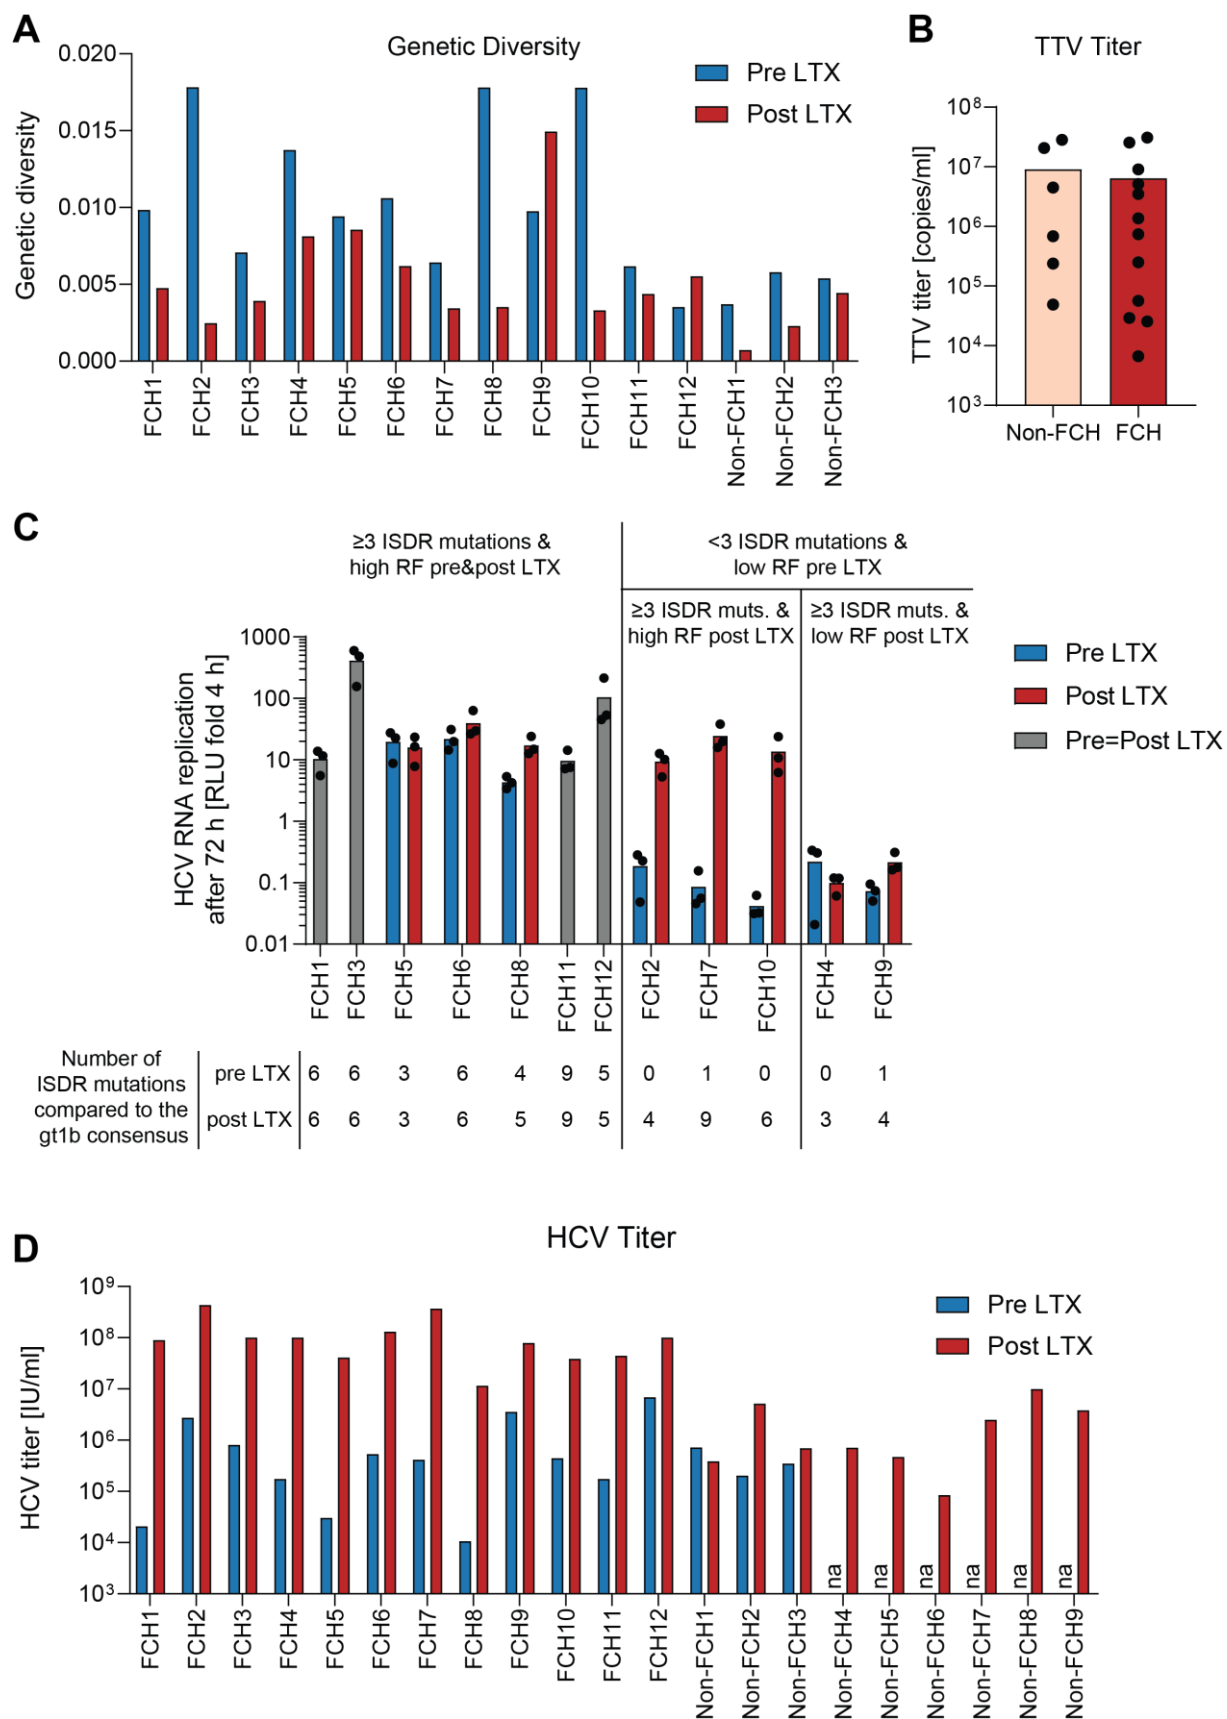 A
Genetic Diversity
Pre LTX
Post LTX
Genetic diversity
0.020
0.015
0.010
0.005
0.000
FCH1
FCH2
FCH3
FCH4
FCH5
FCH6
FCH7
FCH8
FCH9
FCH10
FCH11
FCH12
Non-FCH1
Non-FCH2
Non-FCH3
B
TTV Titer
TTV titer [copies/ml]
10⁸
10⁷
10⁶
10⁵
10⁴
10³
Non-FCH FCH
C
≥3 ISDR mutations &
high RF pre&post LTX
<3 ISDR mutations &
low RF pre LTX
≥3 ISDR muts. &
high RF post LTX
≥3 ISDR muts. &
low RF post LTX
Pre LTX
Post LTX
Pre=Post LTX
HCV RNA replication
after 72 h [RLU fold 4 h]
1000
100
10
1
0.1
0.01
FCH1
FCH3
FCH5
FCH6
FCH8
FCH11
FCH12
FCH2
FCH7
FCH10
FCH4
FCH9
Number of
ISDR mutations
compared to the
gt1b consensus
pre LTX 6 6 3 6 4 9 5 0 1 0 0 1
post LTX 6 6 3 6 5 9 5 4 9 6 3 4
D
HCV Titer
Pre LTX
Post LTX
HCV titer [IU/ml]
10⁹
10⁸
10⁷
10⁶
10⁵
10⁴
10³
na na na na na na
FCH1
FCH2
FCH3
FCH4
FCH5
FCH6
FCH7
FCH8
FCH9
FCH10
FCH11
FCH12
Non-FCH1
Non-FCH2
Non-FCH3
Non-FCH4
Non-FCH5
Non-FCH6
Non-FCH7
Non-FCH8
Non-FCH9